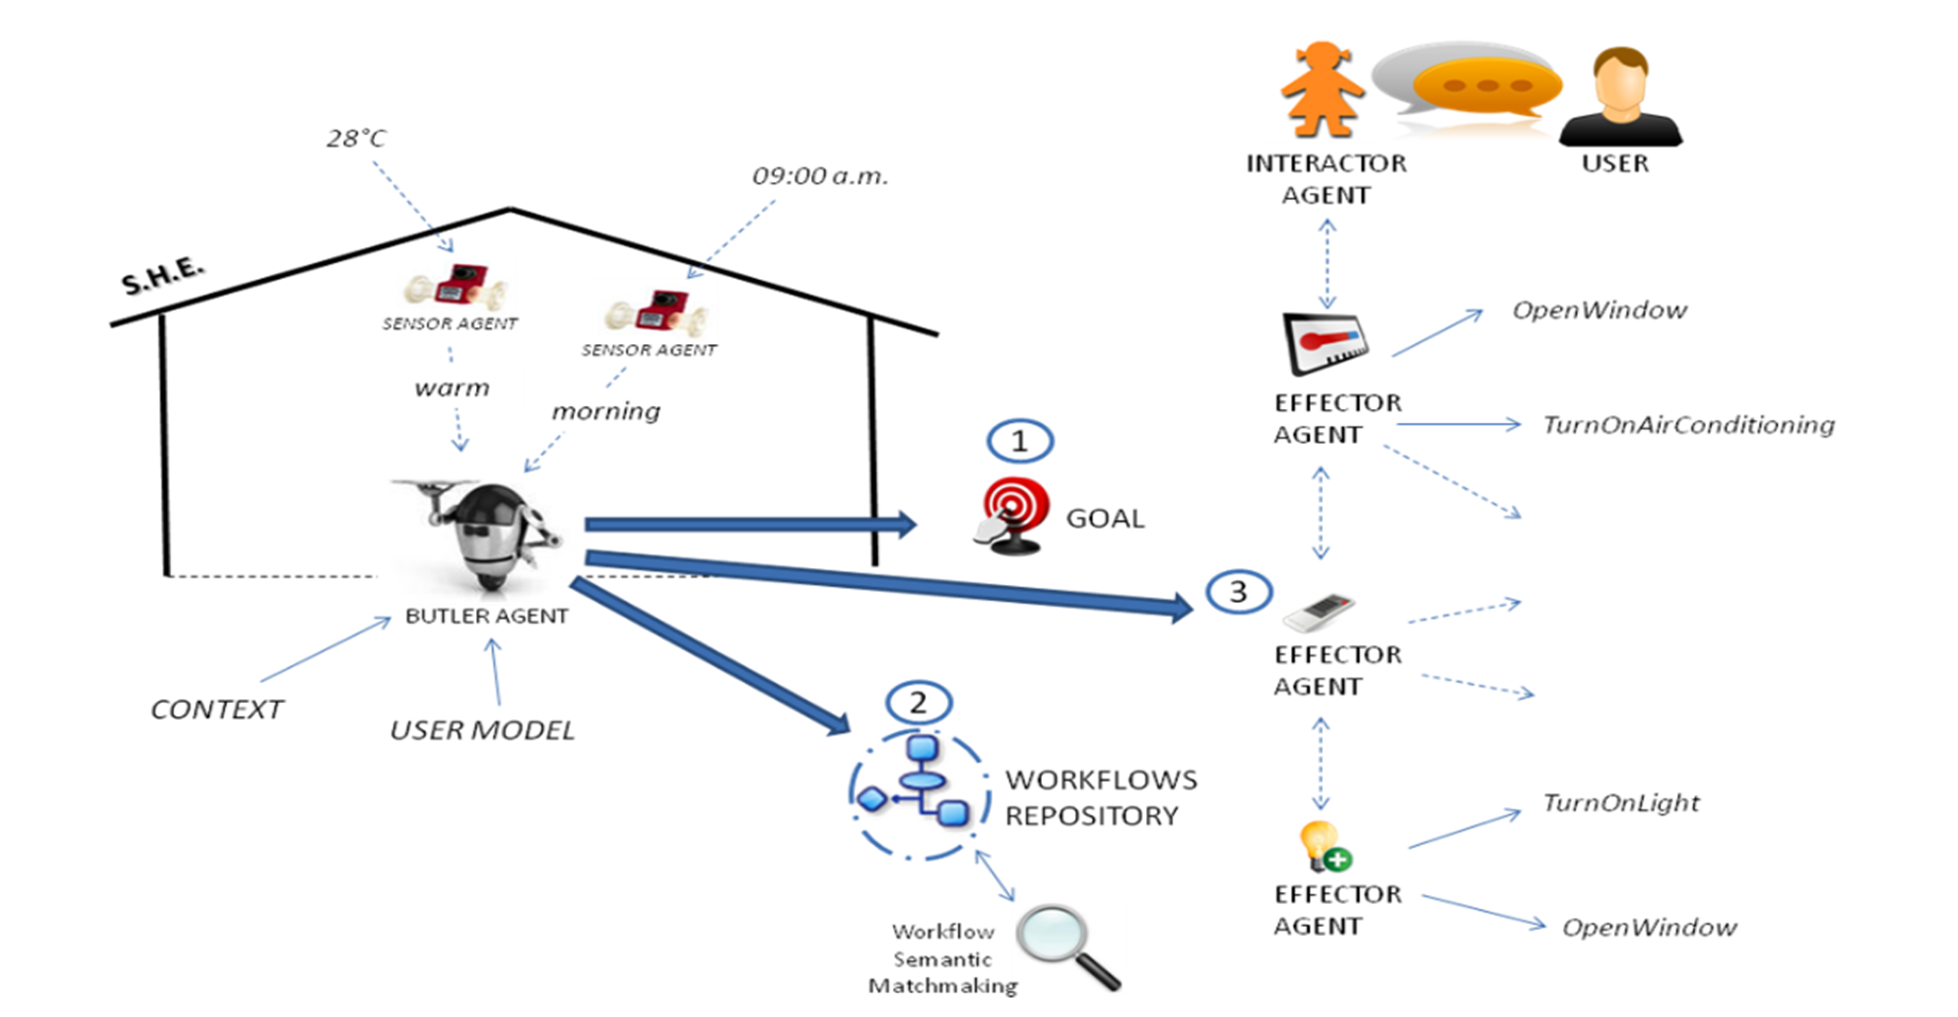 28°C
09:00 a.m.
S.H.E.
SENSOR AGENT
SENSOR AGENT
warm
morning
BUTLER AGENT
CONTEXT
USER MODEL
1
GOAL
2
WORKFLOWS
REPOSITORY
Workflow
Semantic
Matchmaking
3
INTERACTOR
AGENT
USER
EFFECTOR
AGENT
OpenWindow
TurnOnAirConditioning
EFFECTOR
AGENT
EFFECTOR
AGENT
TurnOnLight
OpenWindow